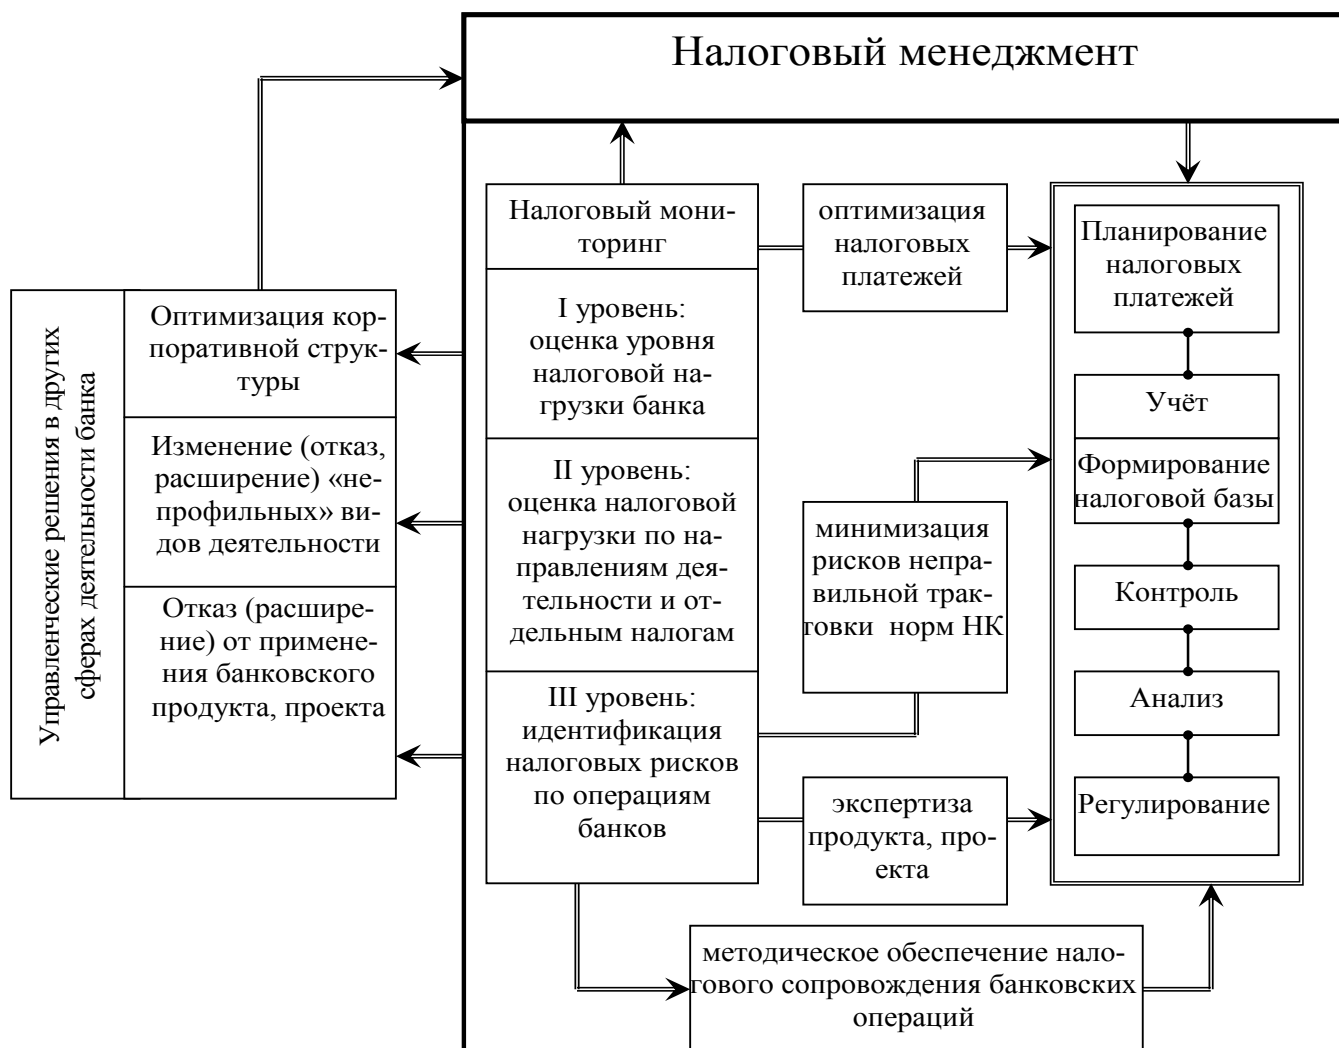 Налоговый менеджмент
Управленческие решения в других
сферах деятельности банка
Оптимизация кор-
поративной струк-
туры
Изменение (отказ,
расширение) «не-
профильных» ви-
дов деятельности
Отказ (расшире-
ние) от примене-
ния банковского
продукта, проекта
Налоговый мони-
торинг
I уровень:
оценка уровня
налоговой на-
грузки банка
II уровень:
оценка налоговой
нагрузки по на-
правлениям дея-
тельности и от-
дельным налогам
III уровень:
идентификация
налоговых рисков
по операциям
банков
оптимизация
налоговых
платежей
минимизация
рисков непра-
вильной трак-
товки норм НК
экспертиза
продукта, про-
екта
методическое обеспечение нало-
гового сопровождения банковских
операций
Планирование
налоговых
платежей
Учёт
Формирование
налоговой базы
Контроль
Анализ
Регулирование